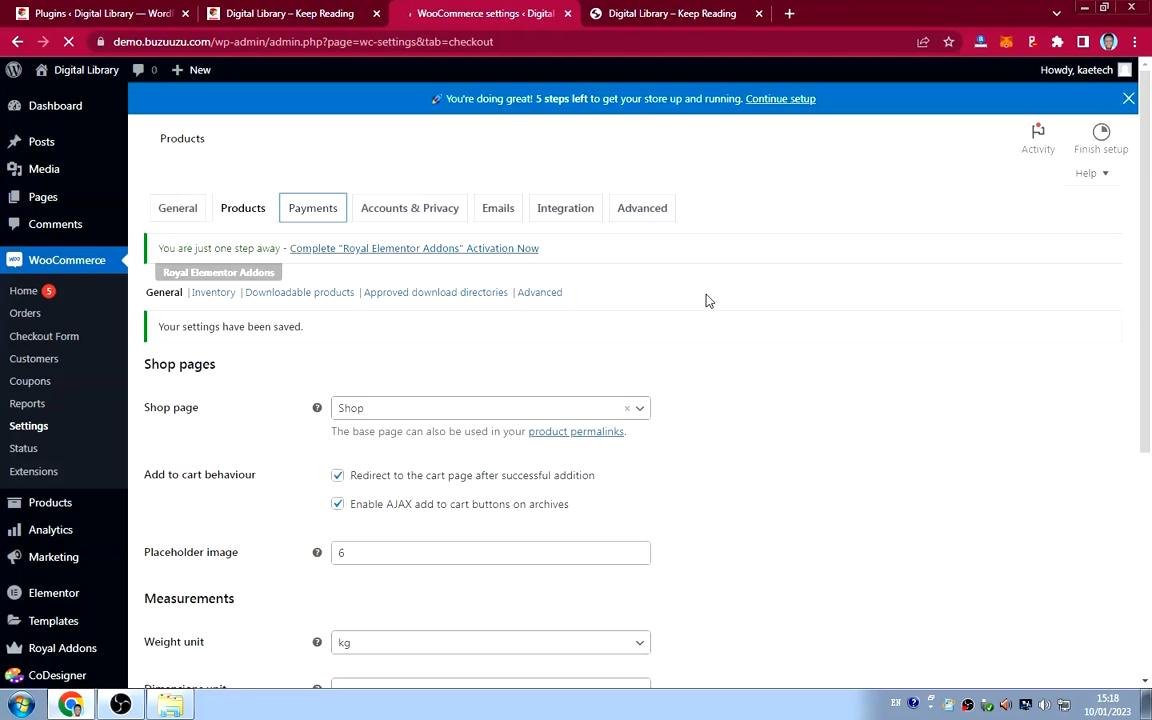 Plugins ‹ Digital Library — WordP
Digital Library – Keep Reading
WooCommerce settings ‹ Digital
Digital Library – Keep Reading
demo.buzuuzu.com/wp-admin/admin.php?page=wc-settings&tab=checkout
Digital Library
0
New
Howdy, kaetech
Dashboard
Posts
Media
Pages
Comments
WooCommerce
Home 5
Orders
Checkout Form
Customers
Coupons
Reports
Settings
Status
Extensions
Products
Analytics
Marketing
Elementor
Templates
Royal Addons
CoDesigner
🚀 You're doing great! 5 steps left to get your store up and running. Continue setup
Products
Activity
Finish setup
Help ▼
General Products Payments Accounts & Privacy Emails Integration Advanced
You are just one step away - Complete "Royal Elementor Addons" Activation Now
Royal Elementor Addons
General | Inventory | Downloadable products | Approved download directories | Advanced
Your settings have been saved.
Shop pages
Shop page
Shop ×
The base page can also be used in your product permalinks.
Add to cart behaviour
Redirect to the cart page after successful addition
Enable AJAX add to cart buttons on archives
Placeholder image
6
Measurements
Weight unit
kg
Dimensions unit
EN
15:18
10/01/2023